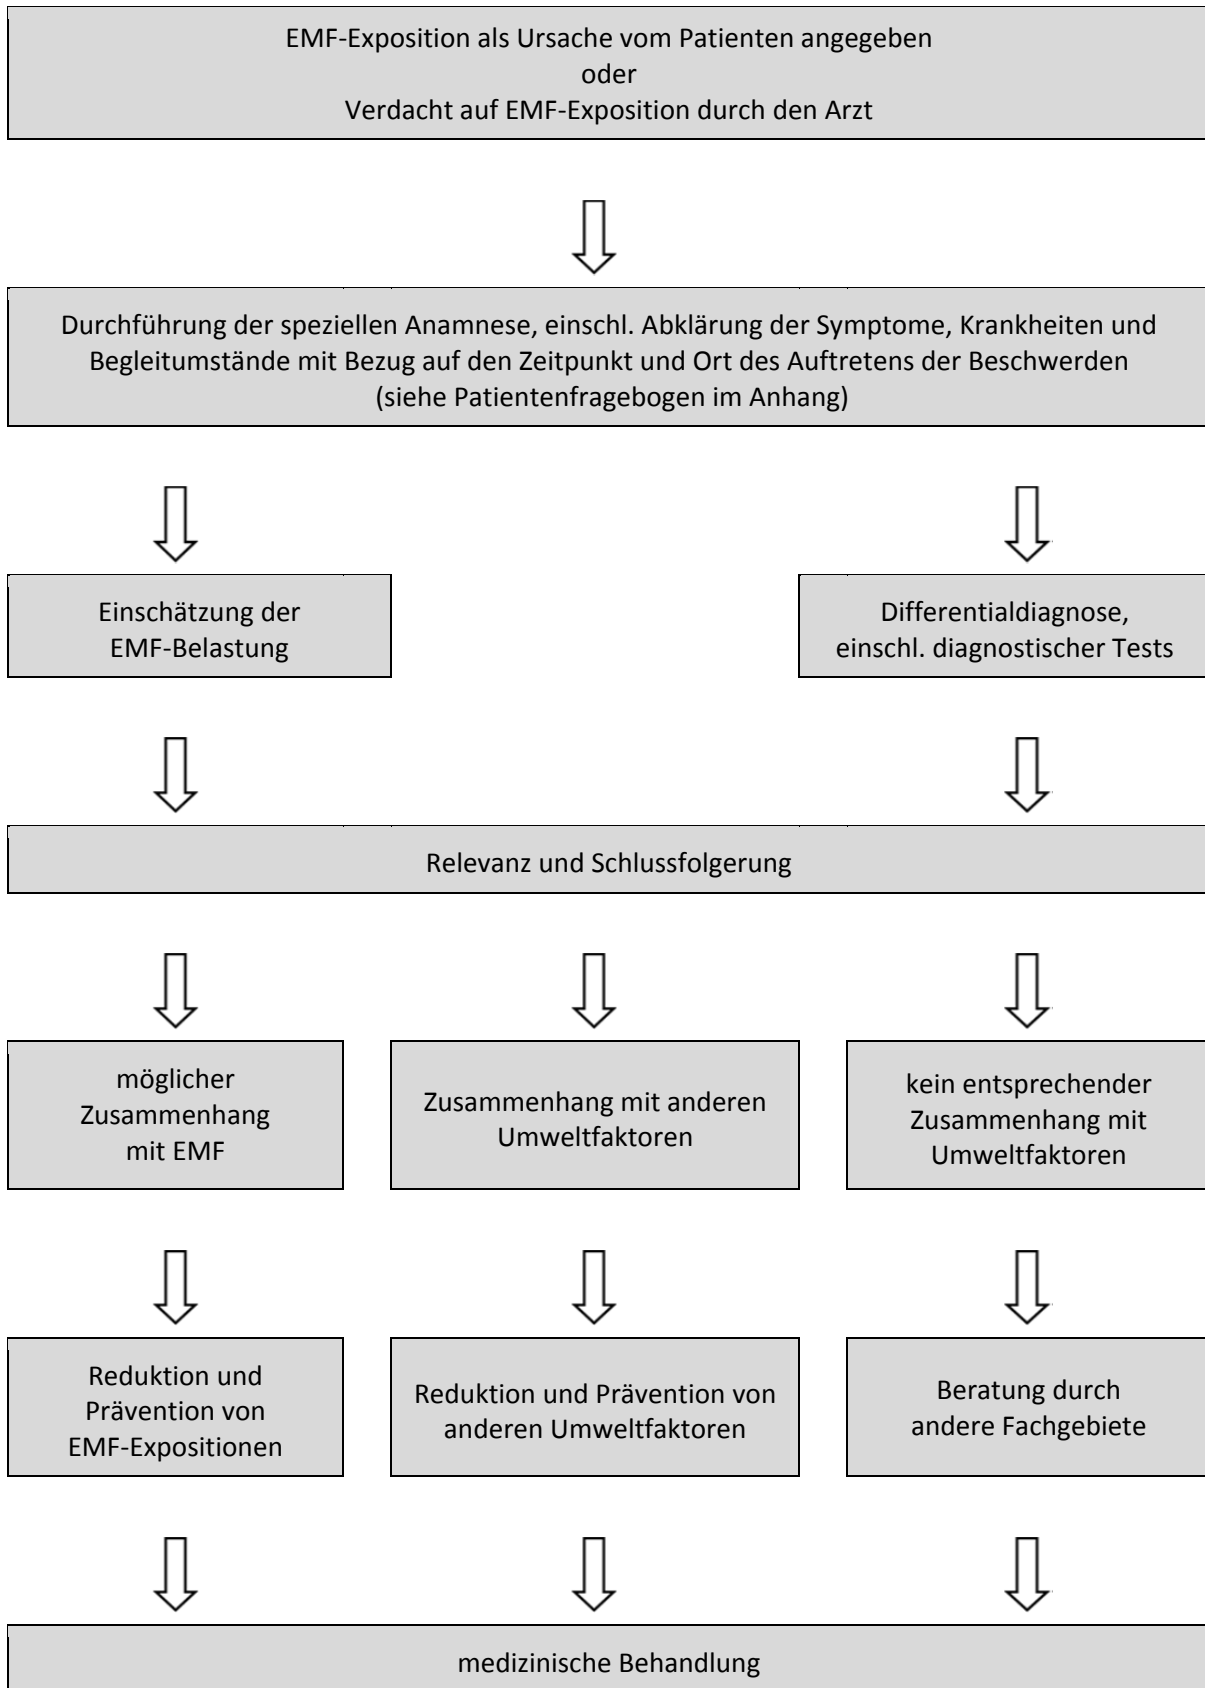 EMF-Exposition als Ursache vom Patienten angegeben
oder
Verdacht auf EMF-Exposition durch den Arzt
Durchführung der speziellen Anamnese, einschl. Abklärung der Symptome, Krankheiten und
Begleitumstände mit Bezug auf den Zeitpunkt und Ort des Auftretens der Beschwerden
(siehe Patientenfragebogen im Anhang)
Einschätzung der
EMF-Belastung
Differentialdiagnose,
einschl. diagnostischer Tests
Relevanz und Schlussfolgerung
möglicher
Zusammenhang
mit EMF
Zusammenhang mit anderen
Umweltfaktoren
kein entsprechender
Zusammenhang mit
Umweltfaktoren
Reduktion und
Prävention von
EMF-Expositionen
Reduktion und Prävention von
anderen Umweltfaktoren
Beratung durch
andere Fachgebiete
medizinische Behandlung